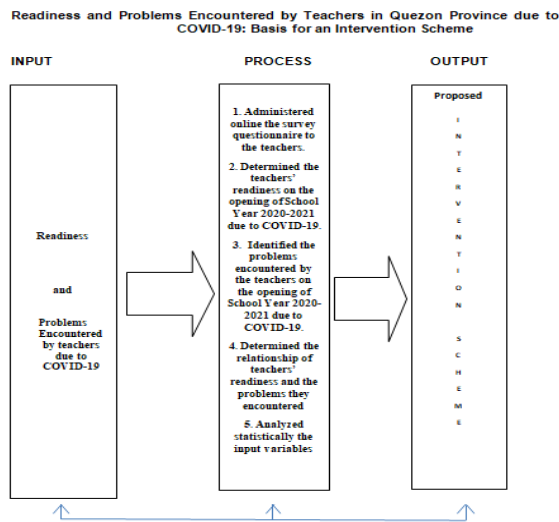 Readiness and Problems Encountered by Teachers in Quezon Province due to
COVID-19: Basis for an Intervention Scheme
INPUT
PROCESS
OUTPUT
Readiness
and
Problems
Encountered
by teachers
due to
COVID-19
1. Administered
online the survey
questionnaire to
the teachers.
2. Determined the
teachers'
readiness on the
opening of School
Year 2020-2021
due to COVID-19.
3. Identified the
problems
encountered by
the teachers on
the opening of
School Year 2020-
2021 due to
COVID-19.
4. Determined the
relationship of
teachers'
readiness and the
problems they
encountered
5. Analyzed
statistically the
input variables
Proposed
I
N
T
E
R
V
E
N
T
I
O
N
S
C
H
E
M
E